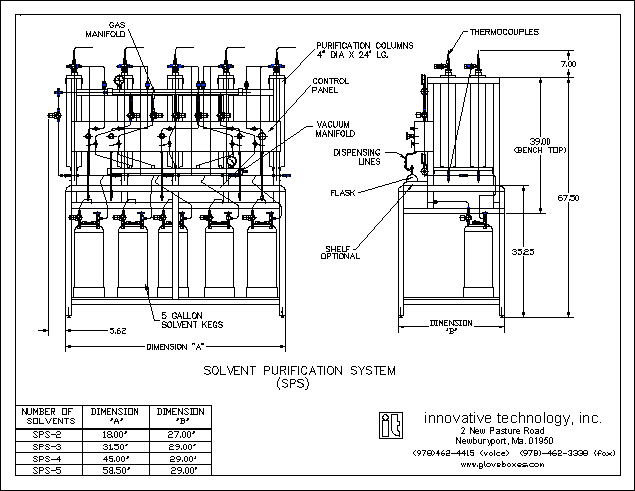 GAS
MANIFOLD
PURIFICATION COLUMNS
4" DIA X 24" LG.
CONTROL
PANEL
VACUUM
MANIFOLD
THERMOCOUPLES
7.00
39.00
(BENCH TOP)
67.50
DISPENSING
LINES
FLASK
SHELF
OPTIONAL
35.25
5 GALLON
SOLVENT KEGS
5.62
DIMENSION "A"
DIMENSION
"B"
SOLVENT PURIFICATION SYSTEM
(SPS)
NUMBER OF SOLVENTS DIMENSION "A" DIMENSION "B"
SPS-2 18.00" 27.00"
SPS-3 31.50" 29.00"
SPS-4 45.00" 29.00"
SPS-5 58.50" 29.00"
it
innovative technology, inc.
2 New Pasture Road
Newburyport, Ma. 01950
(978)462-4415 (voice) (978)-462-3338 (fax)
www.gloveboxes.com